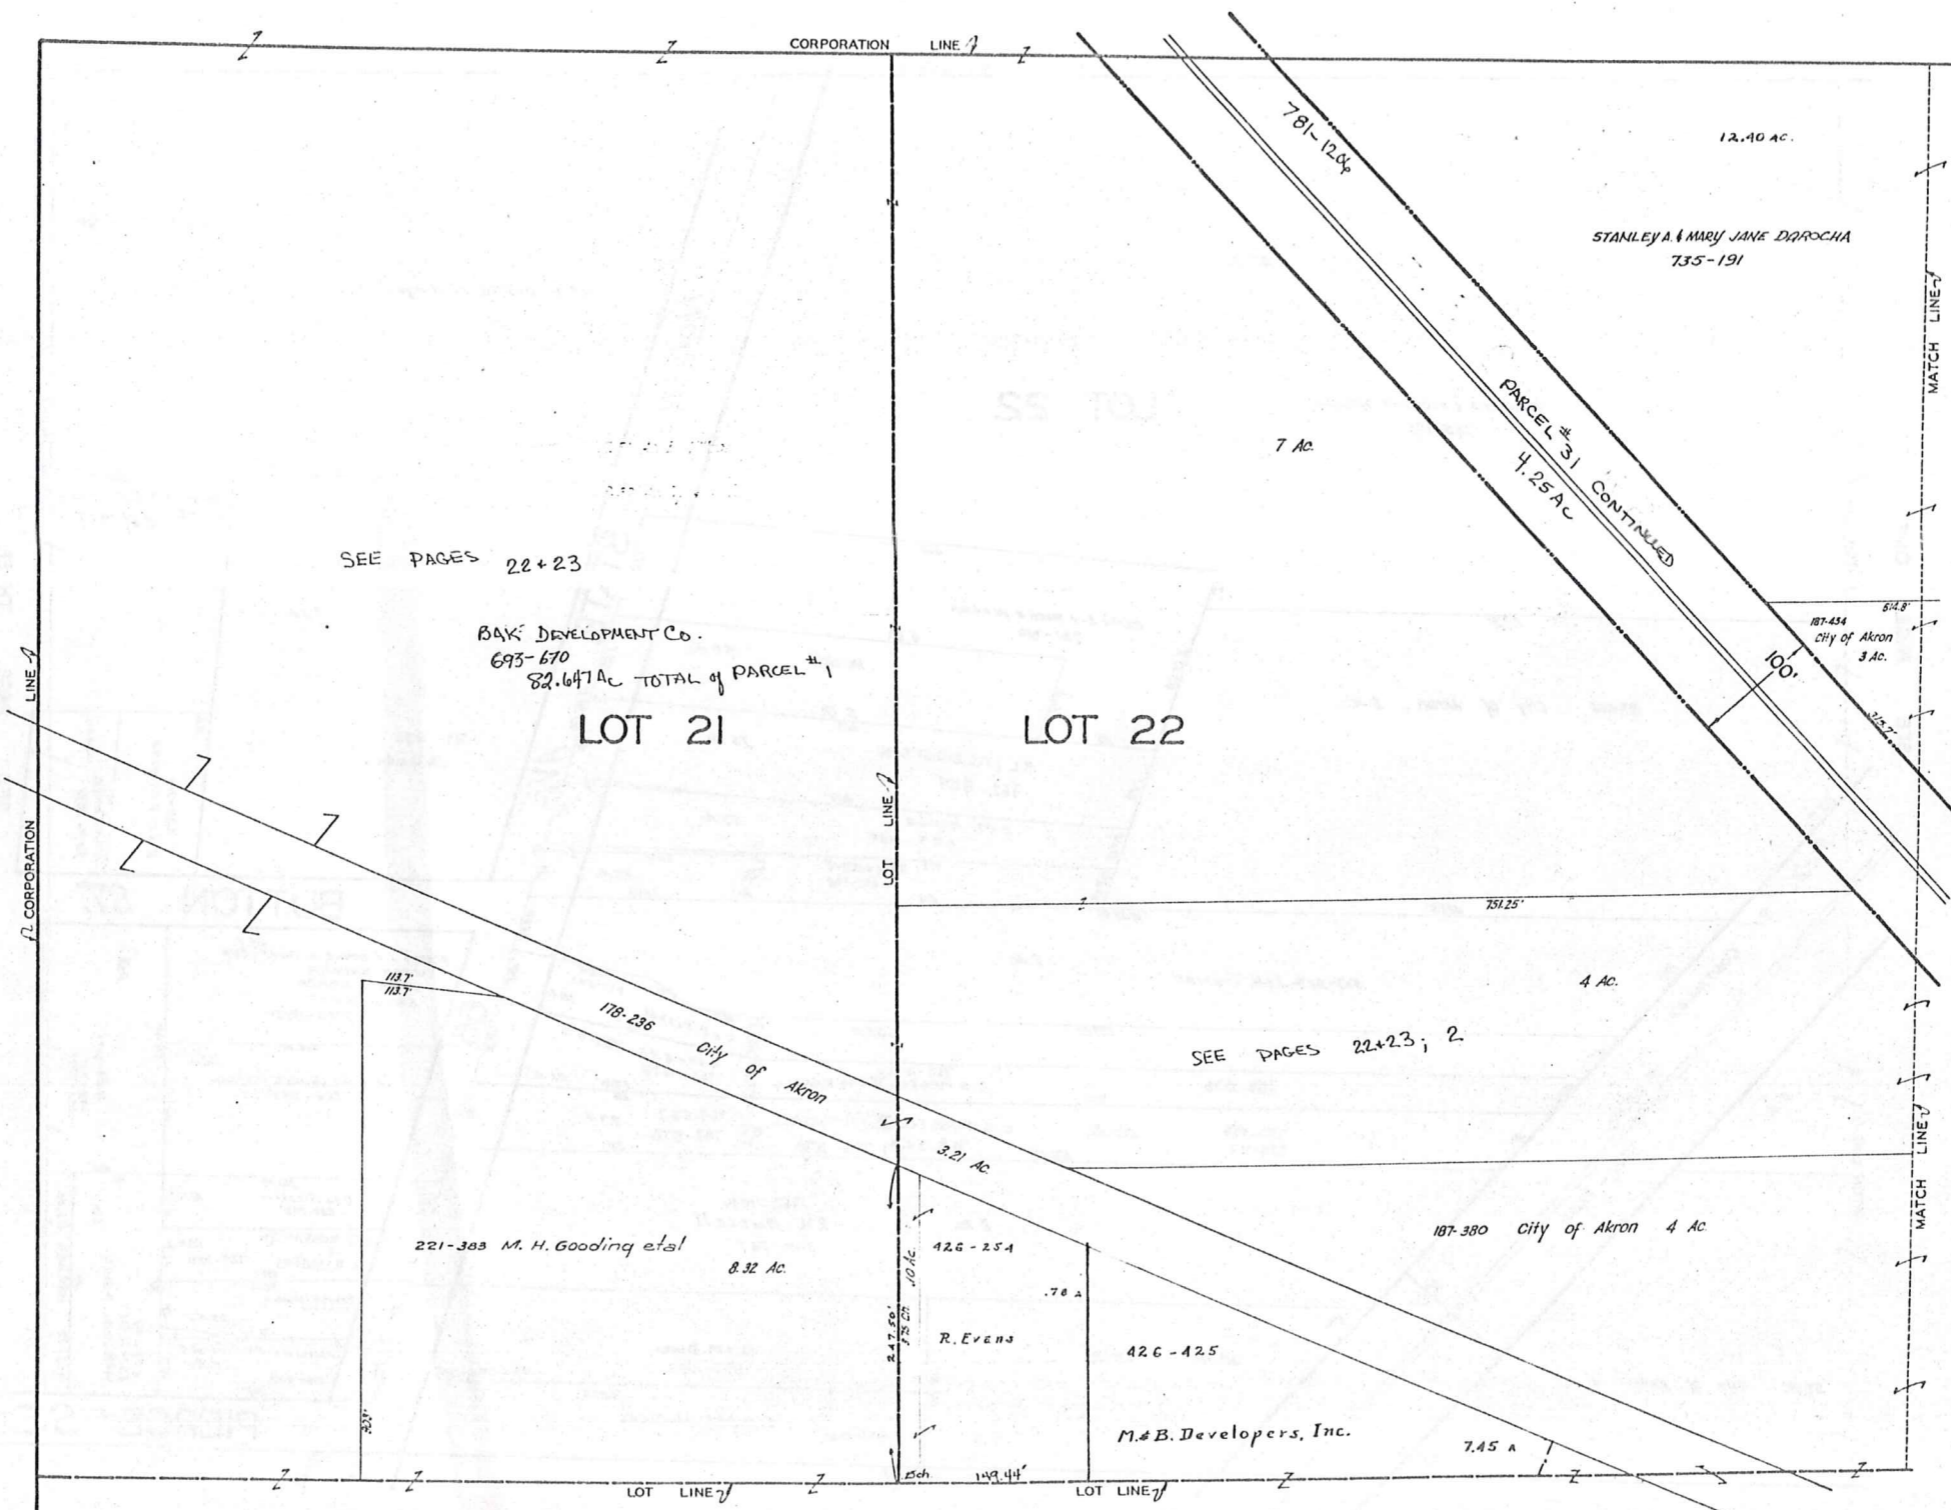 CORPORATION LINE
781-1206
12.40 AC.
STANLEY A. & MARY JANE DAROCHA
735-191
MATCH LINE
7 AC.
PARCEL # 31 CONTINUED
4.25 AC
SEE PAGES 22+23
BAK DEVELOPMENT CO.
693-670
82.647 AC TOTAL of PARCEL #1
LOT 21
LOT 22
187-434
City of Akron
3 AC.
100'
LINE
CORPORATION
LOT LINE
751.25'
113.7'
113.7'
178-236
City of Akron
4 AC.
SEE PAGES 22+23; 2
3.21 AC.
MATCH LINE
187-380 City of Akron 4 AC
221-383 M. H. Gooding etal
8.32 AC.
426-254
10 Ac.
247.50'
3.75 Ch.
.78 A
R. Evans
426-425
M. & B. Developers, Inc.
7.45 A
149.44'
LOT LINE
LOT LINE